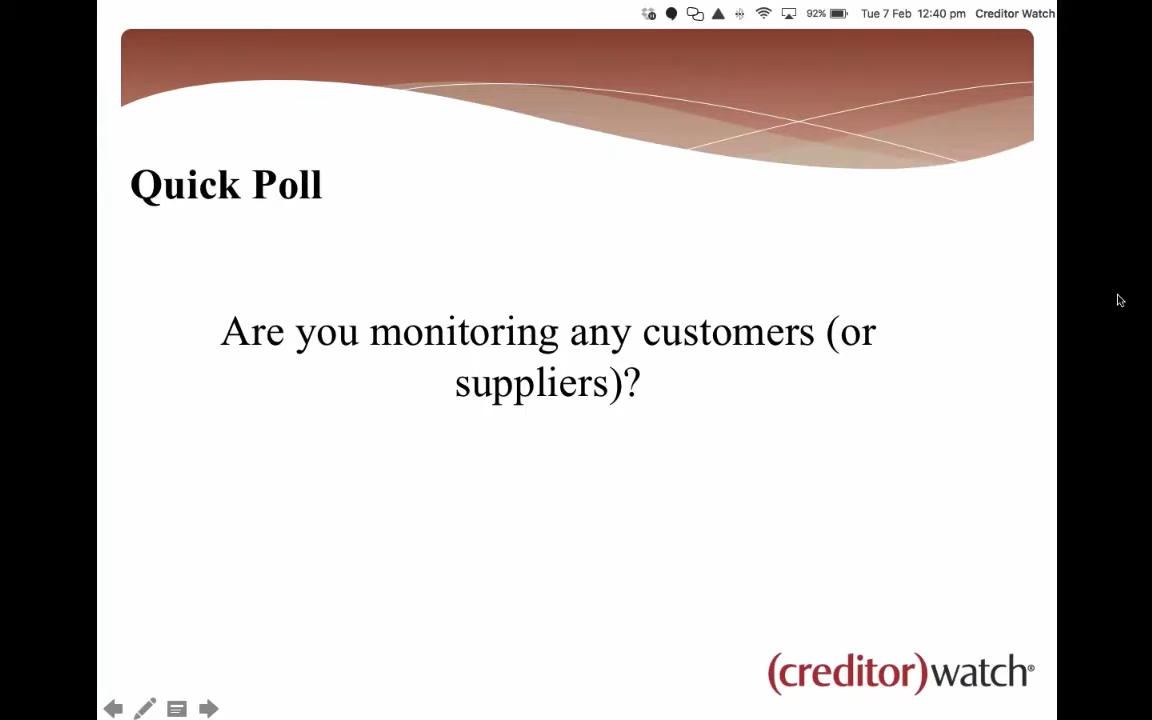 92% Tue 7 Feb 12:40 pm Creditor Watch
Quick Poll
Are you monitoring any customers (or
suppliers)?
(creditor)watch®